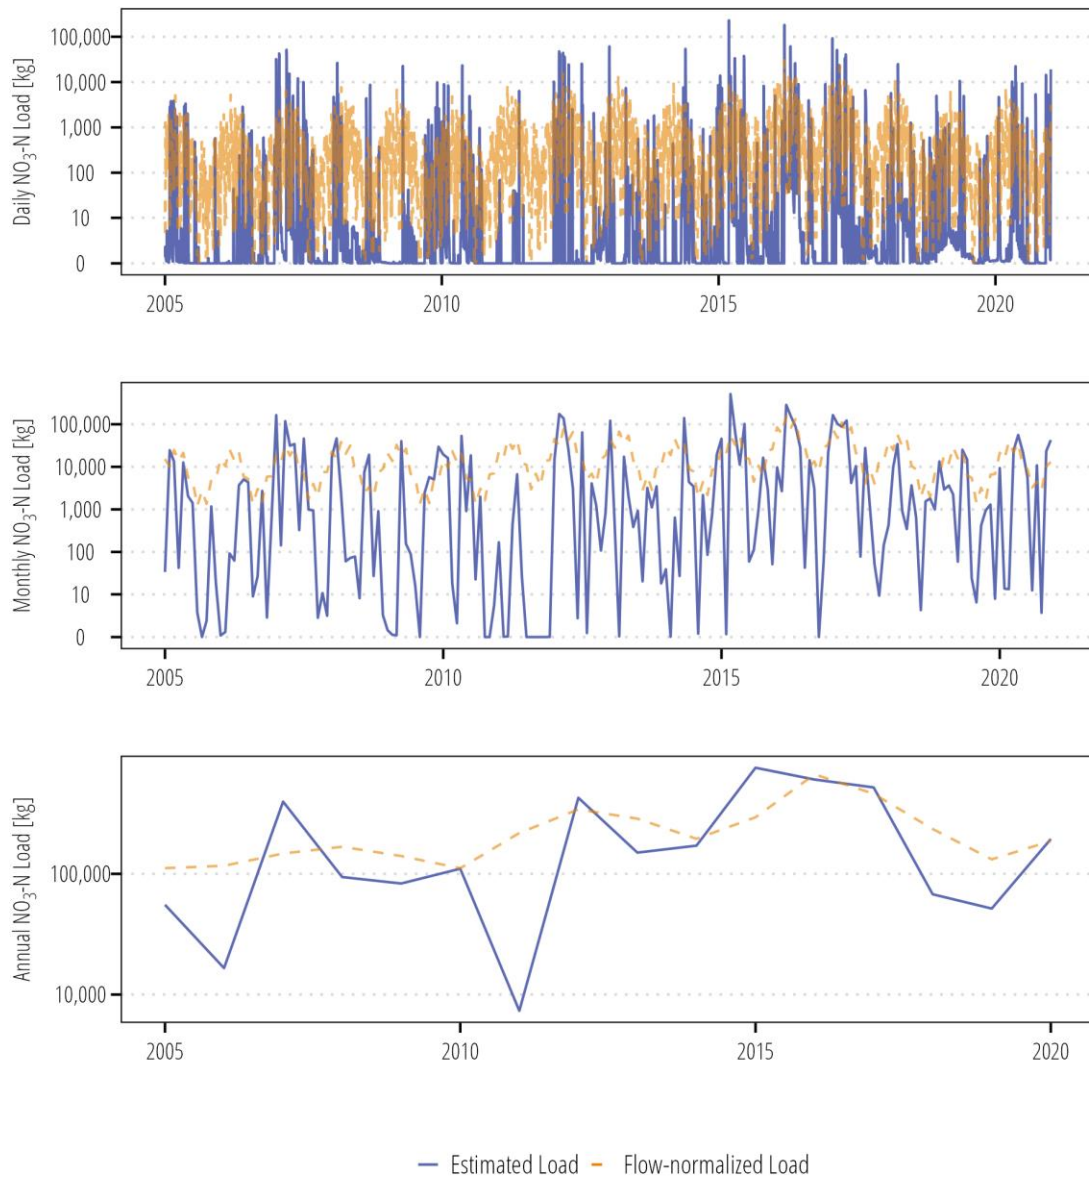 Daily NO3-N Load [kg]
100,000
10,000
1,000
100
10
0
2005 2010 2015 2020
Monthly NO3-N Load [kg]
100,000
10,000
1,000
100
10
0
2005 2010 2015 2020
Annual NO3-N Load [kg]
100,000
10,000
2005 2010 2015 2020
Estimated Load Flow-normalized Load